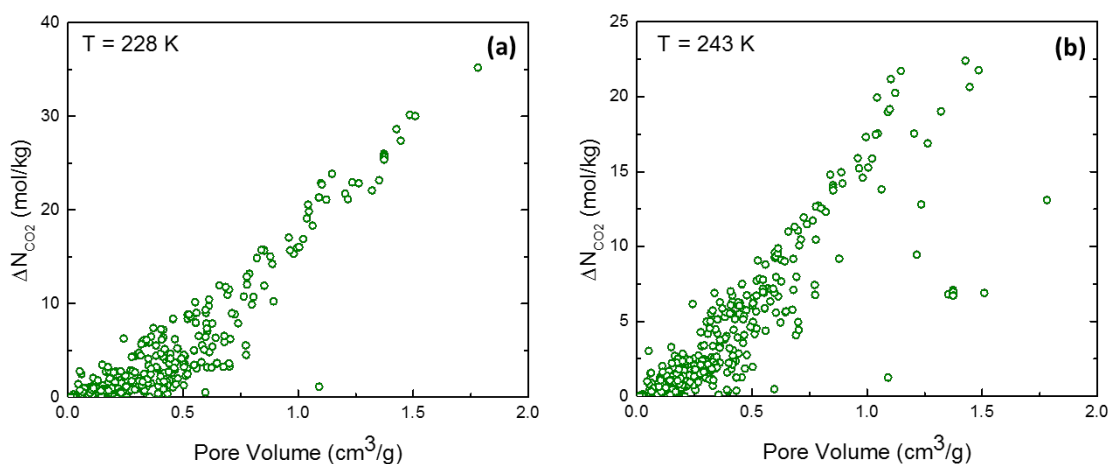 T = 228 K
(a)
ΔN_CO2 (mol/kg)
40
30
20
10
0
0.0 0.5 1.0 1.5 2.0
Pore Volume (cm³/g)
T = 243 K
(b)
ΔN_CO2 (mol/kg)
25
20
15
10
5
0
0.0 0.5 1.0 1.5 2.0
Pore Volume (cm³/g)